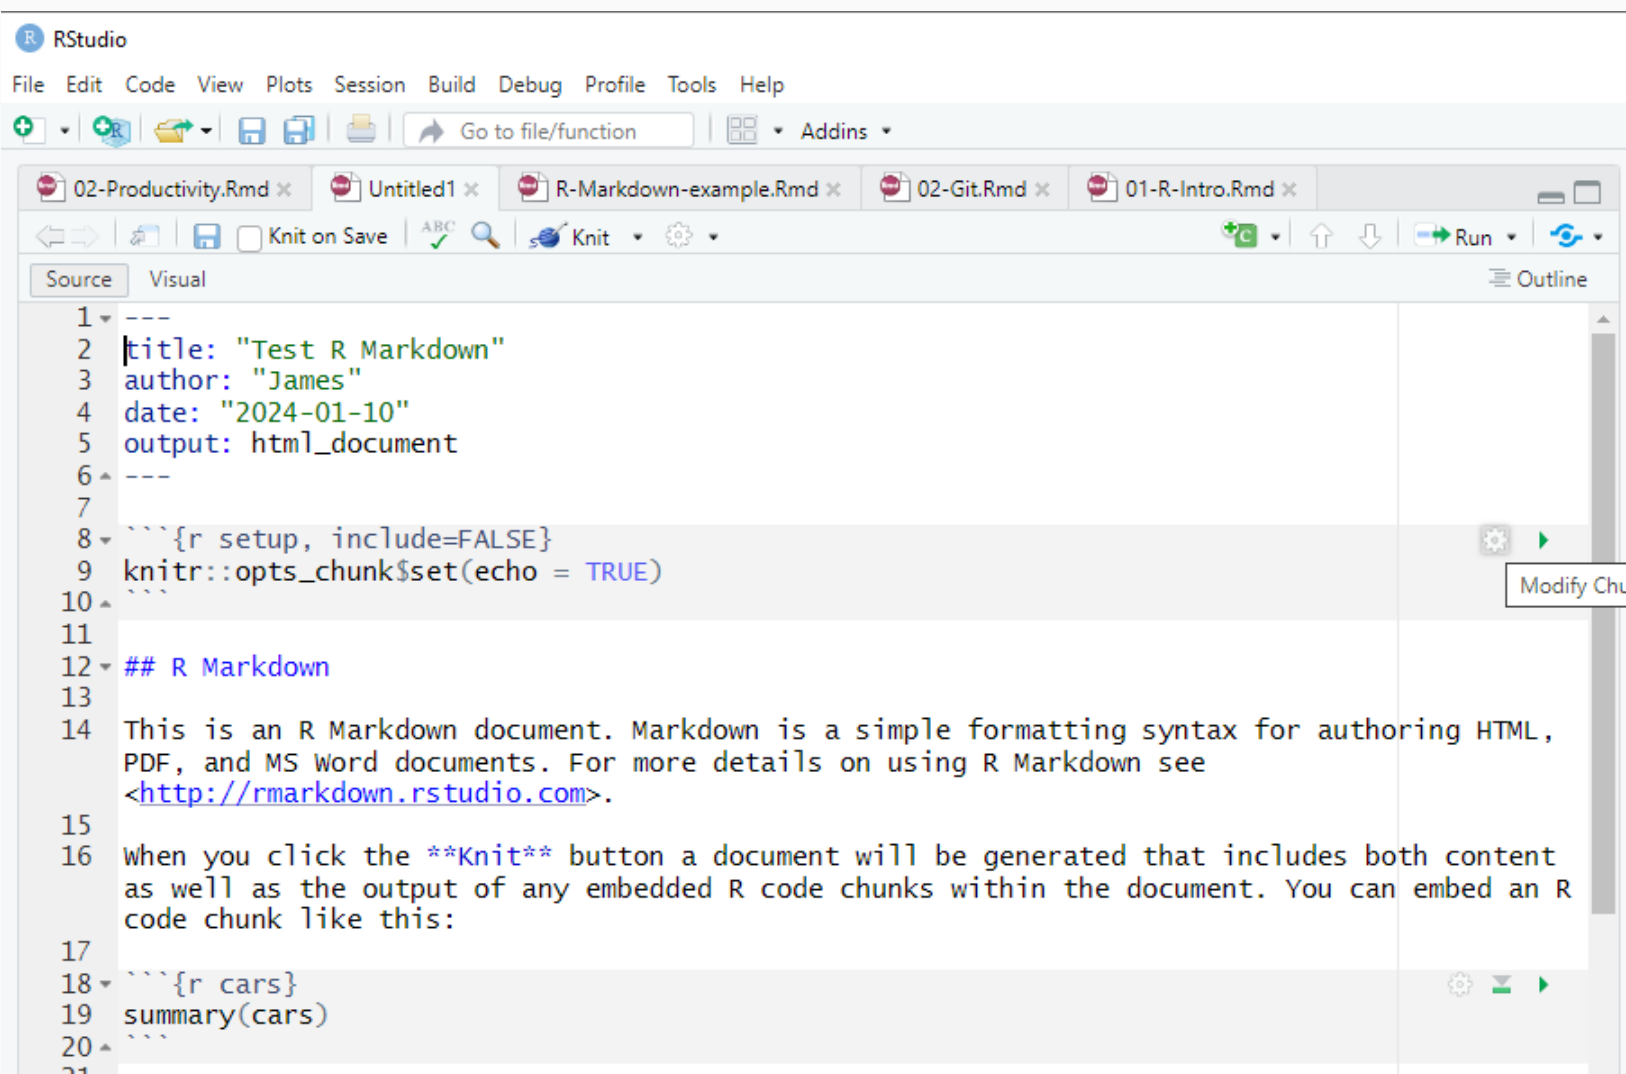 RStudio
File Edit Code View Plots Session Build Debug Profile Tools Help
Go to file/function Addins
02-Productivity.Rmd Untitled1 R-Markdown-example.Rmd 02-Git.Rmd 01-R-Intro.Rmd
Knit on Save ABC Knit Run
Source Visual Outline
1 ---
2 title: "Test R Markdown"
3 author: "James"
4 date: "2024-01-10"
5 output: html_document
6 ---
7
8 ```{r setup, include=FALSE}
9 knitr::opts_chunk$set(echo = TRUE)
Modify Chu
10 ```
11
12 ## R Markdown
13
14 This is an R Markdown document. Markdown is a simple formatting syntax for authoring HTML,
PDF, and MS Word documents. For more details on using R Markdown see
<http://rmarkdown.rstudio.com>.
15
16 When you click the **Knit** button a document will be generated that includes both content
as well as the output of any embedded R code chunks within the document. You can embed an R
code chunk like this:
17
18 ```{r cars}
19 summary(cars)
20 ```
21